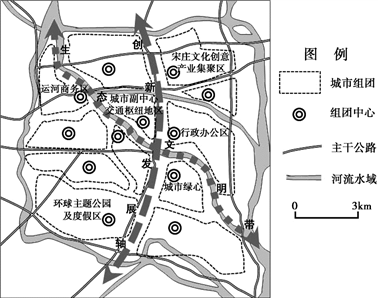 生态文明带
创新发展轴
宋庄文化创意
产业集聚区
运河商务区
城市副中心
交通枢纽地区
行政办公区
城市绿心
环球主题公园
及度假区
图 例
城市组团
组团中心
主干公路
河流水域
0 3km